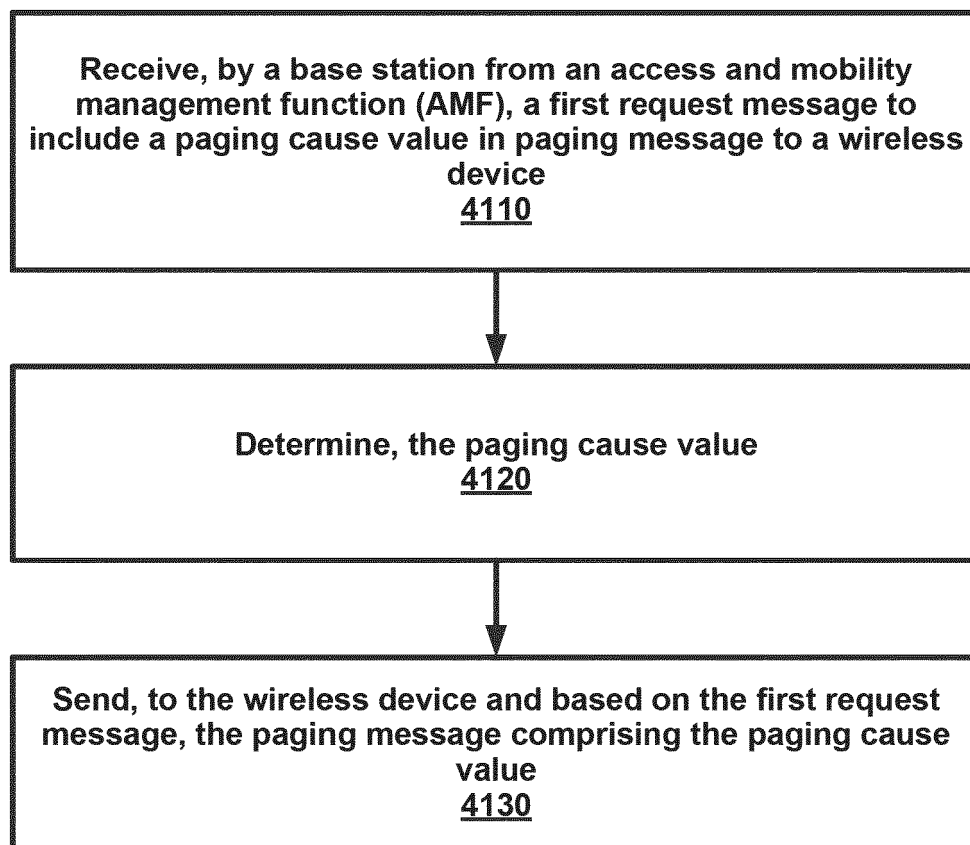 Receive, by a base station from an access and mobility
management function (AMF), a first request message to
include a paging cause value in paging message to a wireless
device
4110
Determine, the paging cause value
4120
Send, to the wireless device and based on the first request
message, the paging message comprising the paging cause
value
4130